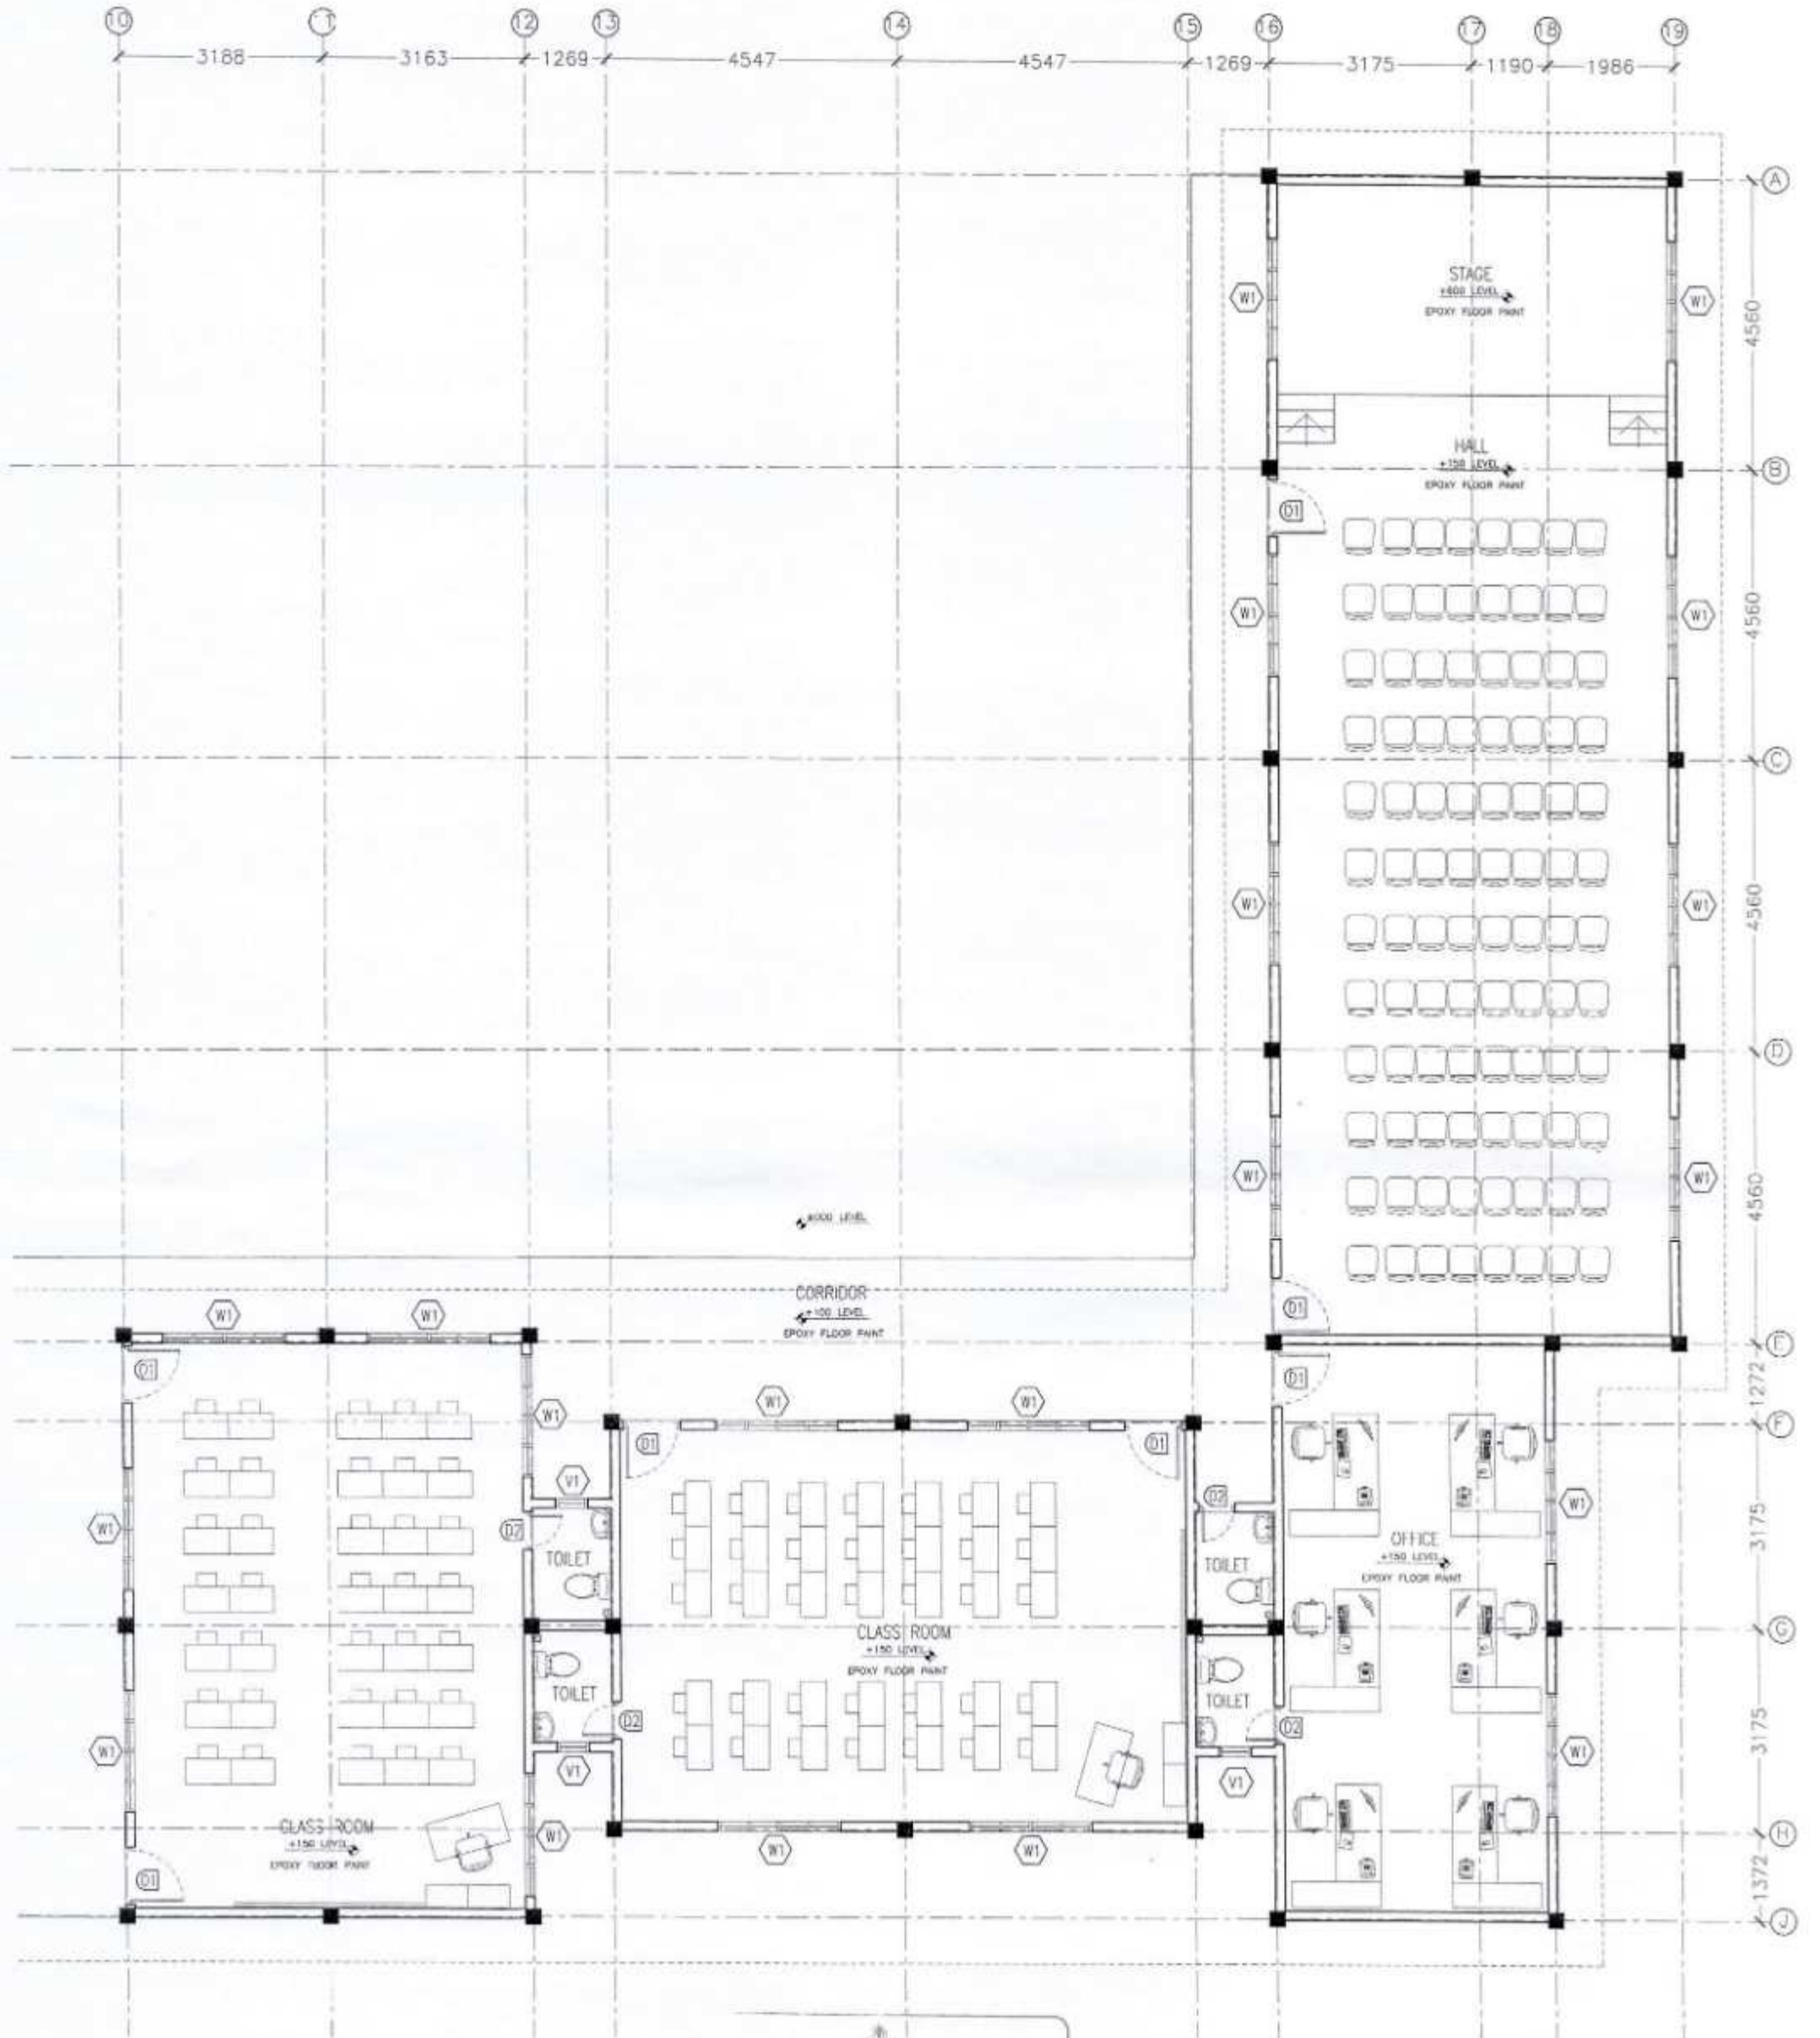 10 11 12 13 14 15 16 17 18 19
3188 3163 1269 4547 4547 1269 3175 1190 1986
A
STAGE
+600 LEVEL
EPOXY FLOOR PAINT
W1 W1
4560
HALL
+150 LEVEL
EPOXY FLOOR PAINT
B
D1
W1 W1
4560
C
W1 W1
4560
D
W1 W1
4560
±000 LEVEL
CORRIDOR
+100 LEVEL
EPOXY FLOOR PAINT
D1
W1 W1
E
D1 D1
1272
W1 W1 W1
F
D1 D1
V1 D2 W1
D2
W1
TOILET TOILET
OFFICE
+150 LEVEL
EPOXY FLOOR PAINT
3175
CLASS ROOM
+150 LEVEL
EPOXY FLOOR PAINT
G
TOILET TOILET
D2 D2
W1 V1 V1 W1
3175
CLASS ROOM
+150 LEVEL
EPOXY FLOOR PAINT
W1 W1 W1
H
D1
1372
J